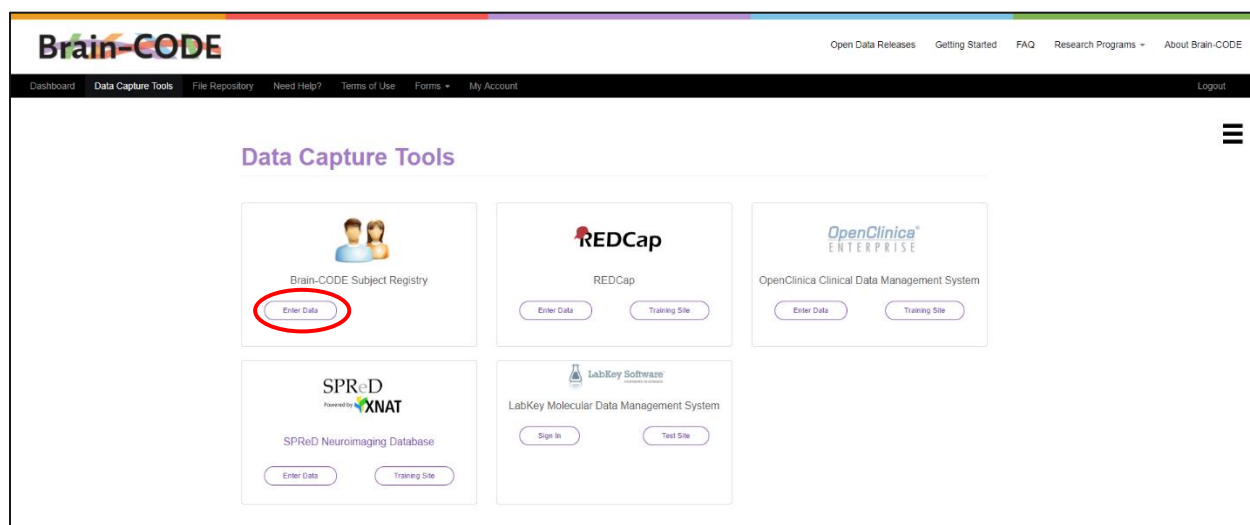 Brain-CODE
Open Data Releases Getting Started FAQ Research Programs About Brain-CODE
Dashboard Data Capture Tools File Repository Need Help? Terms of Use Forms My Account Logout
Data Capture Tools
Brain-CODE Subject Registry
Enter Data
REDCap
REDCap
Enter Data Training Site
OpenClinica
ENTERPRISE
OpenClinica Clinical Data Management System
Enter Data Training Site
SPReD
Powered by XNAT
SPReD Neuroimaging Database
Enter Data Training Site
LabKey Software
LabKey Molecular Data Management System
Sign In Test Site